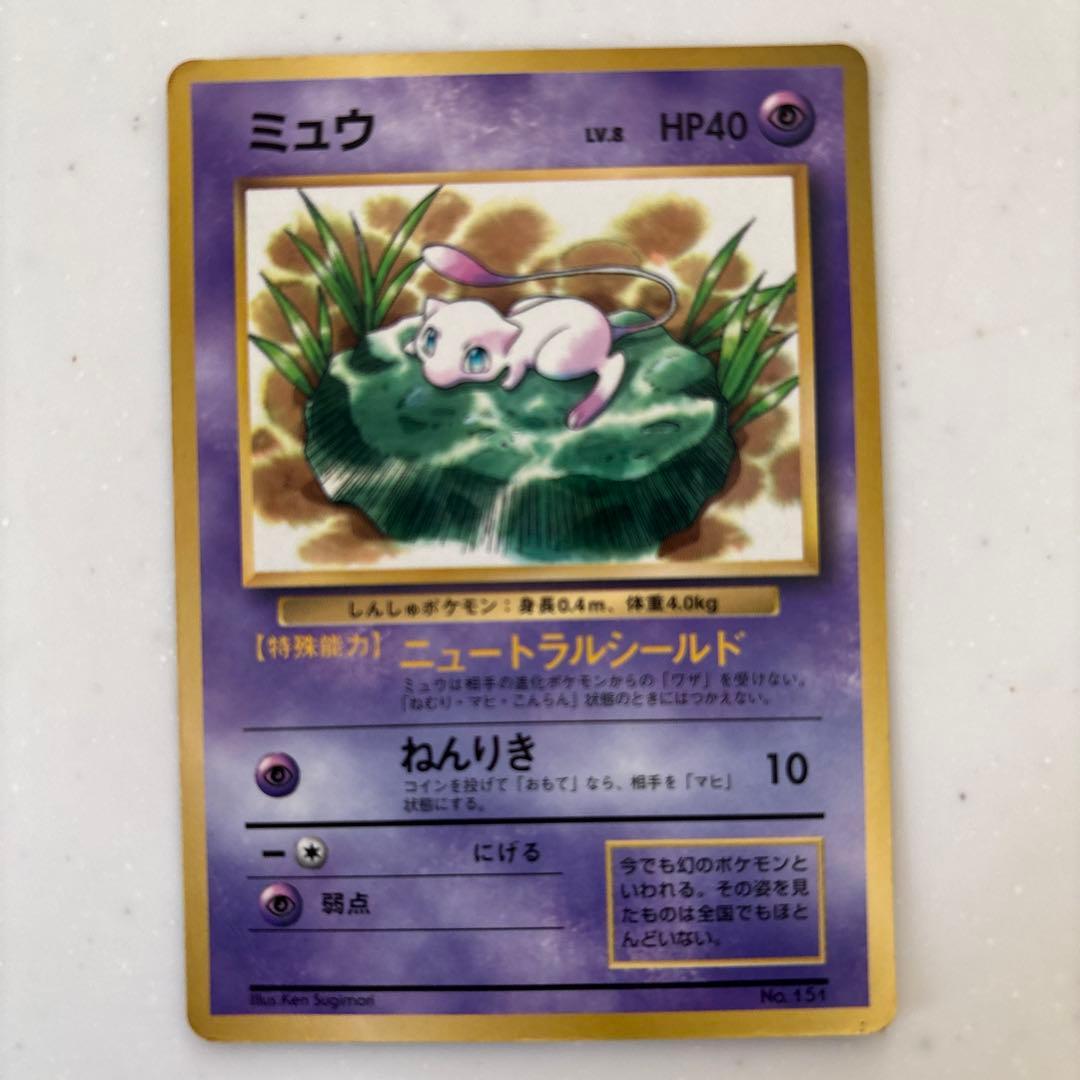 ミュウ LV.8 HP40
しんしゅポケモン：身長0.4m、体重4.0kg
【特殊能力】ニュートラルシールド
ミュウは相手の進化ポケモンからの「ワザ」を受けない。
「ねむり・マヒ・こんらん」状態のときにはつかえない。
ねんりき 10
コインを投げて「おもて」なら、相手を「マヒ」
状態にする。
ー にげる
弱点
今でも幻のポケモンと
いわれる。その姿を見
たものは全国でもほと
んどいない。
Illus.Ken Sugimori No.151